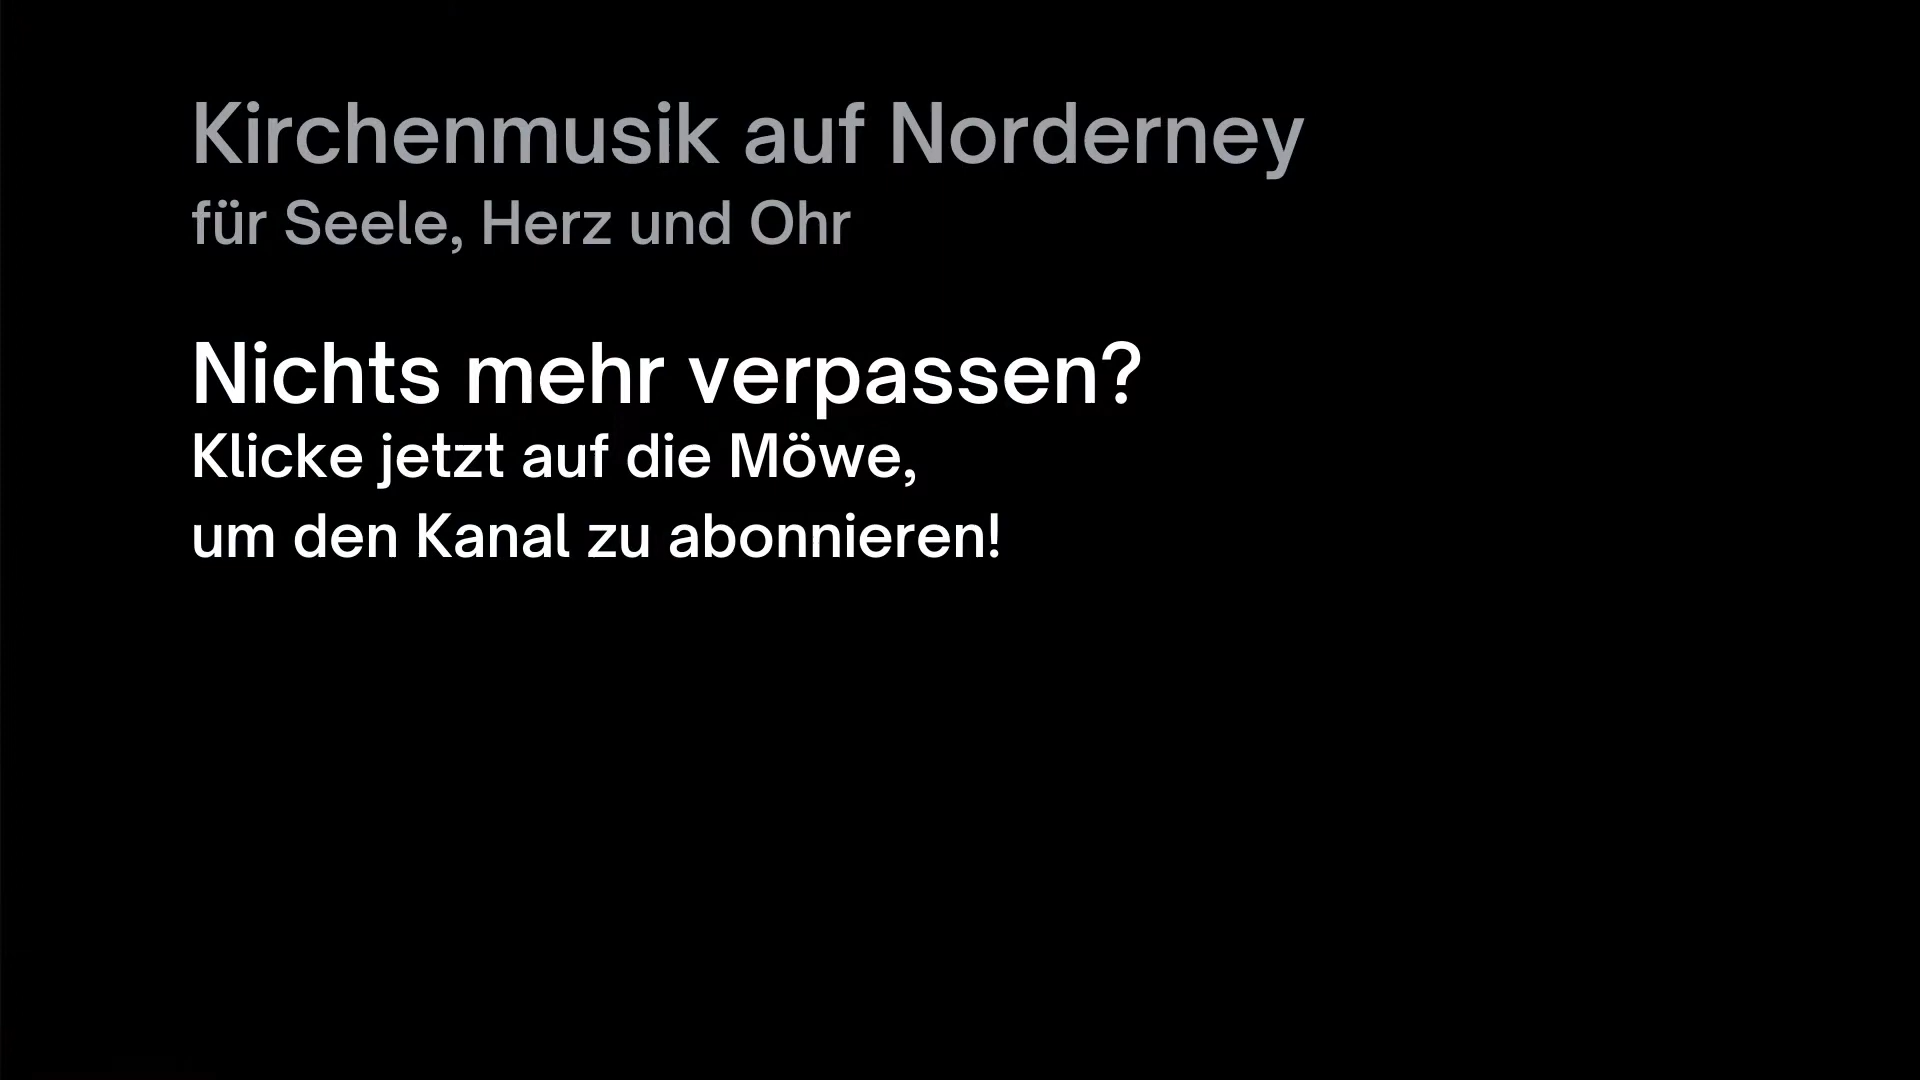 Kirchenmusik auf Norderney
für Seele, Herz und Ohr
Nichts mehr verpassen?
Klicke jetzt auf die Möwe,
um den Kanal zu abonnieren!